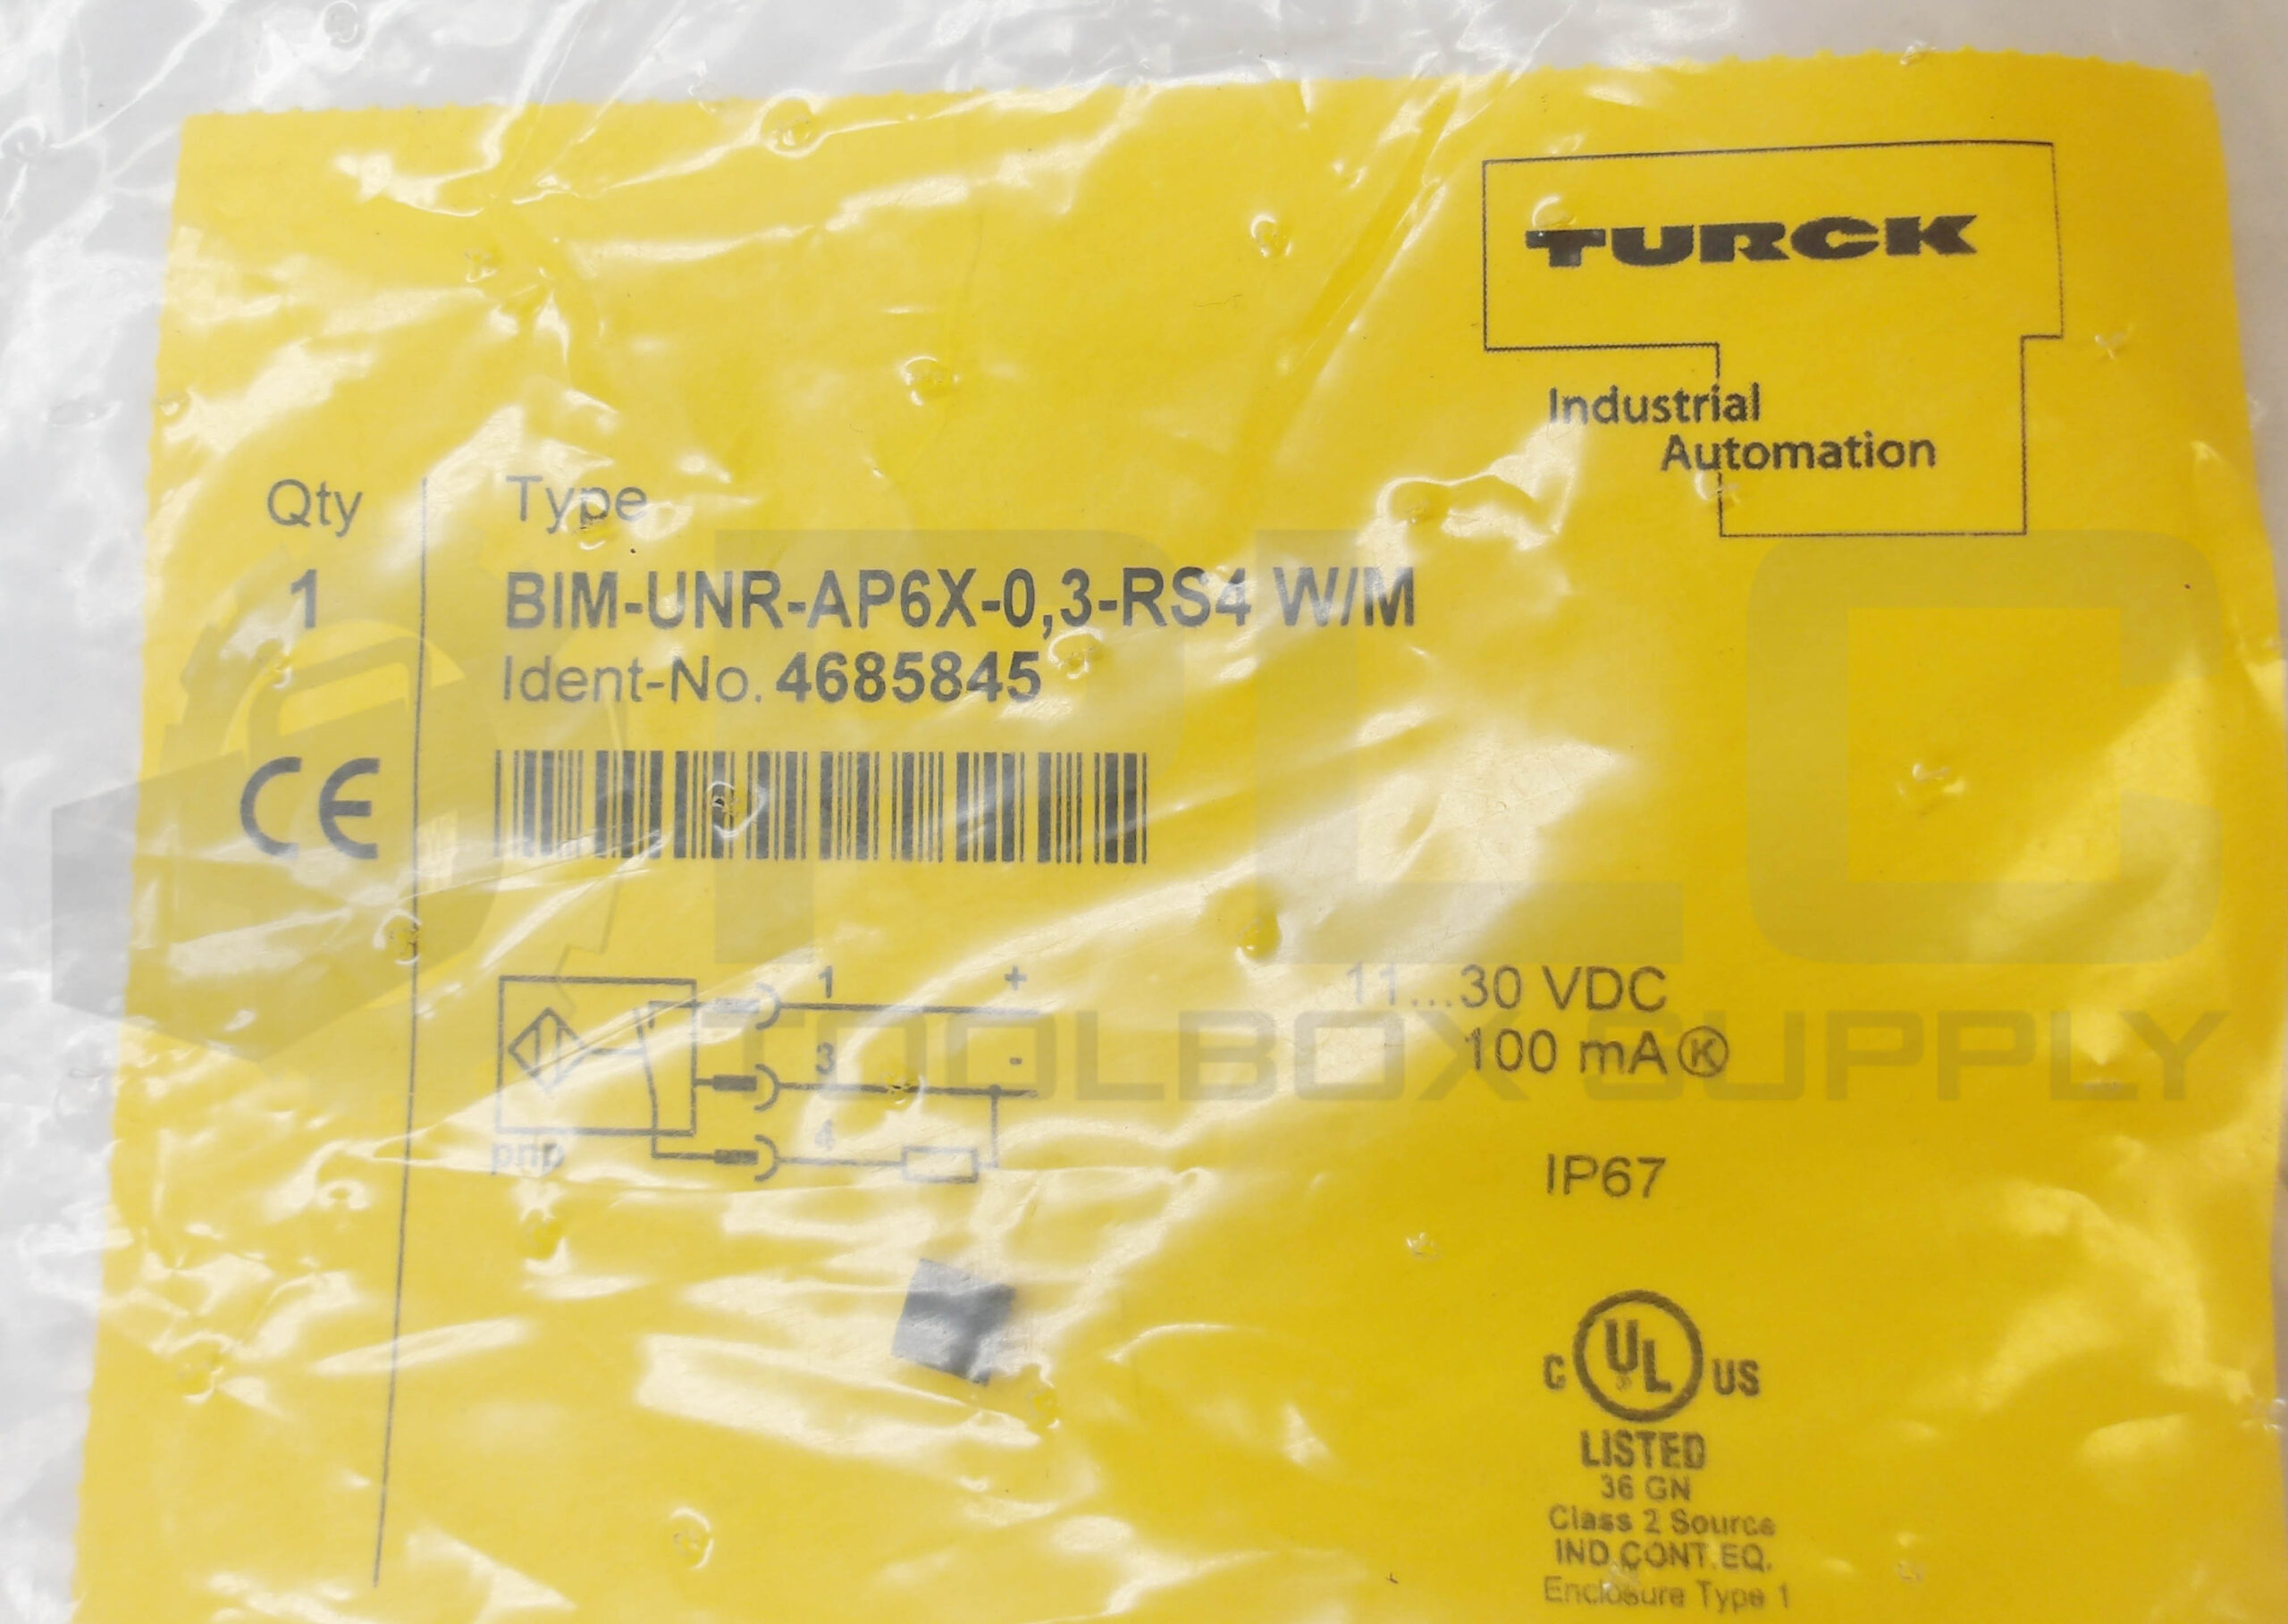 TURCK
Industrial
Automation
Qty Type
1 BIM-UNR-AP6X-0,3-RS4 W/M
Ident-No. 4685845
CE
PLC
TOOLBOX SUPPLY
1 +
3 -
4
pnp
11...30 VDC
100 mA K
IP67
C UL US
LISTED
36 GN
Class 2 Source
IND.CONT.EQ.
Enclosure Type 1